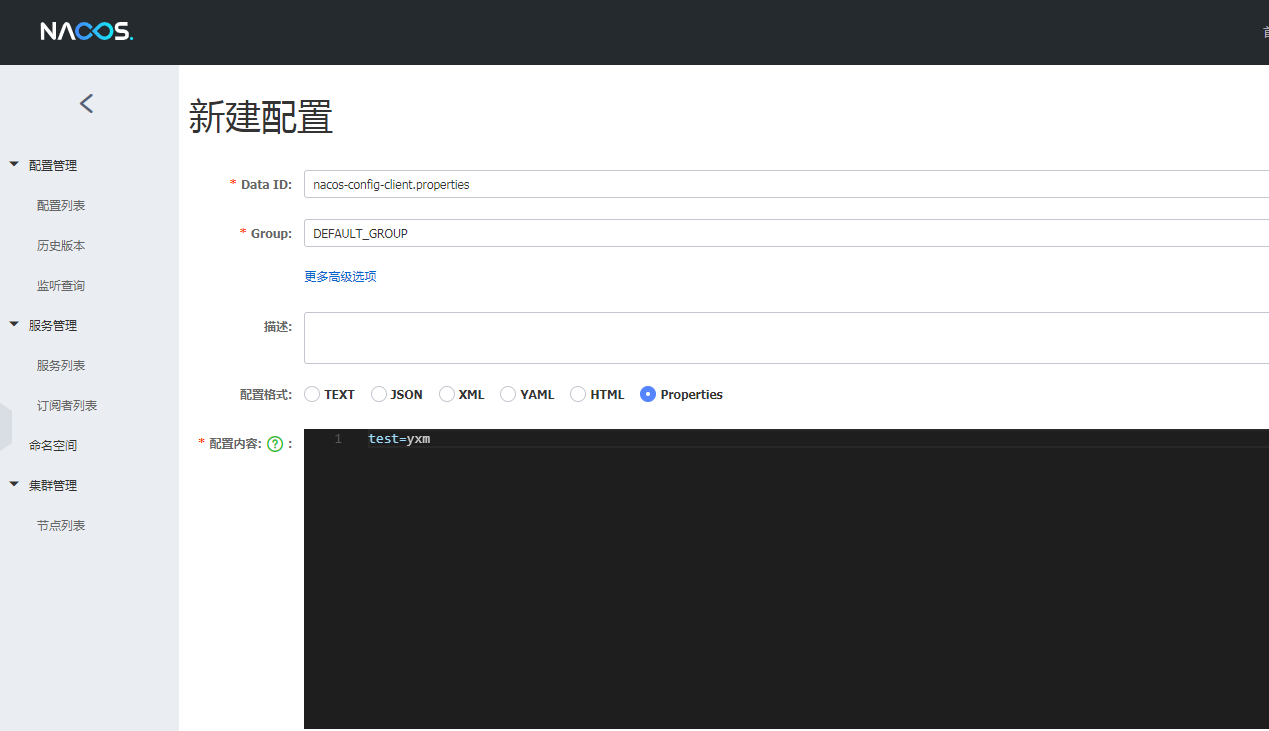 NACOS.
新建配置
配置管理
配置列表
历史版本
监听查询
服务管理
服务列表
订阅者列表
命名空间
集群管理
节点列表
* Data ID: nacos-config-client.properties
* Group: DEFAULT_GROUP
更多高级选项
描述:
配置格式: TEXT JSON XML YAML HTML Properties
* 配置内容: ? :
1 test=yxm